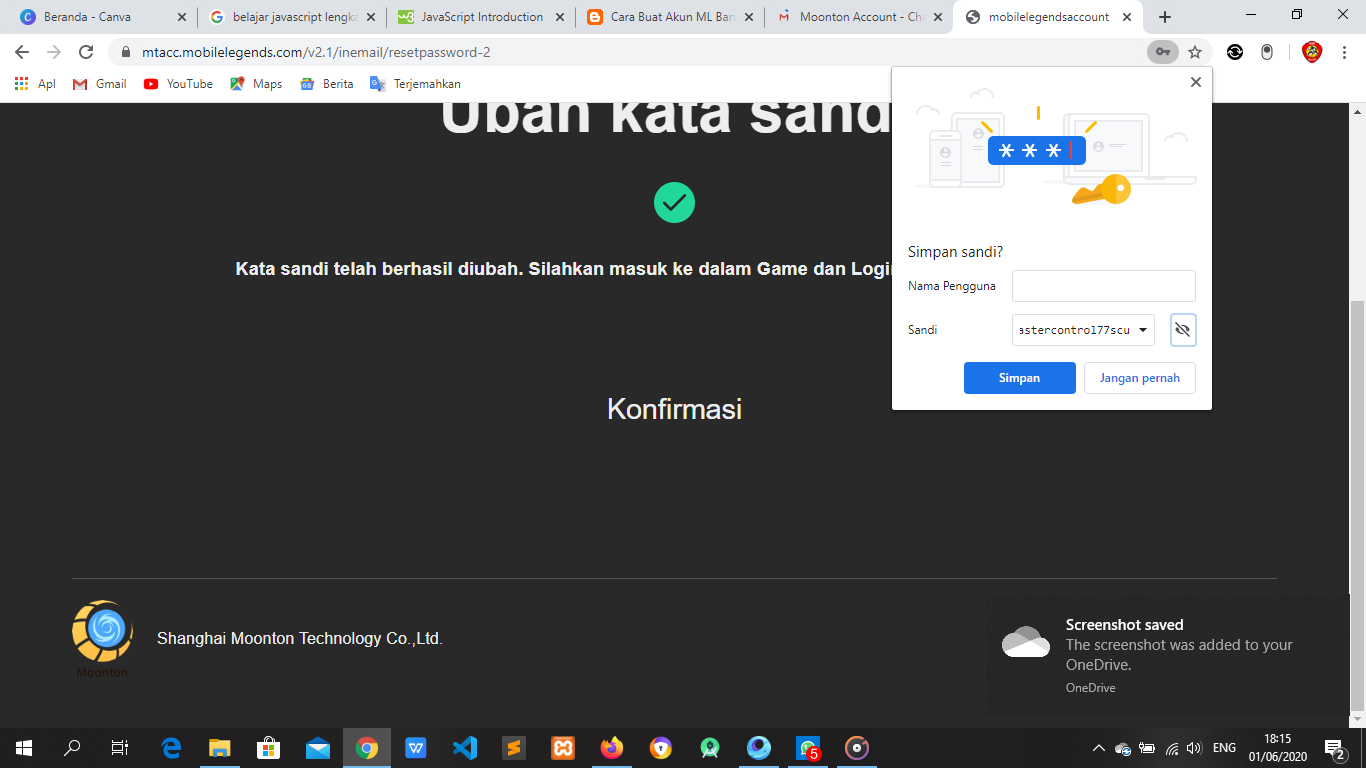 Beranda - Canva
belajar javascript lengka
JavaScript Introduction
Cara Buat Akun ML Bar
Moonton Account - Cha
mobilelegendsaccount
mtacc.mobilelegends.com/v2.1/inemail/resetpassword-2
Apl
Gmail
YouTube
Maps
Berita
Terjemahkan
Ubah kata sand
Kata sandi telah berhasil diubah. Silahkan masuk ke dalam Game dan Login
Konfirmasi
Simpan sandi?
Nama Pengguna
Sandi
astercontrol77scu
Simpan
Jangan pernah
Moonton
Shanghai Moonton Technology Co.,Ltd.
Screenshot saved
The screenshot was added to your
OneDrive.
OneDrive
5
ENG
18:15
01/06/2020
2